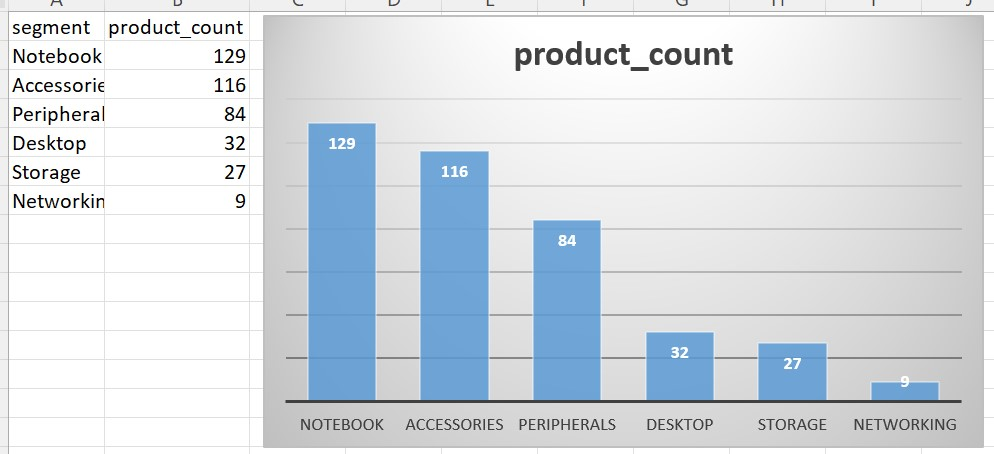 segment product_count
Notebook 129
Accessorie 116
Peripheral 84
Desktop 32
Storage 27
Networkin 9
product_count
129
116
84
32
27
9
NOTEBOOK ACCESSORIES PERIPHERALS DESKTOP STORAGE NETWORKING